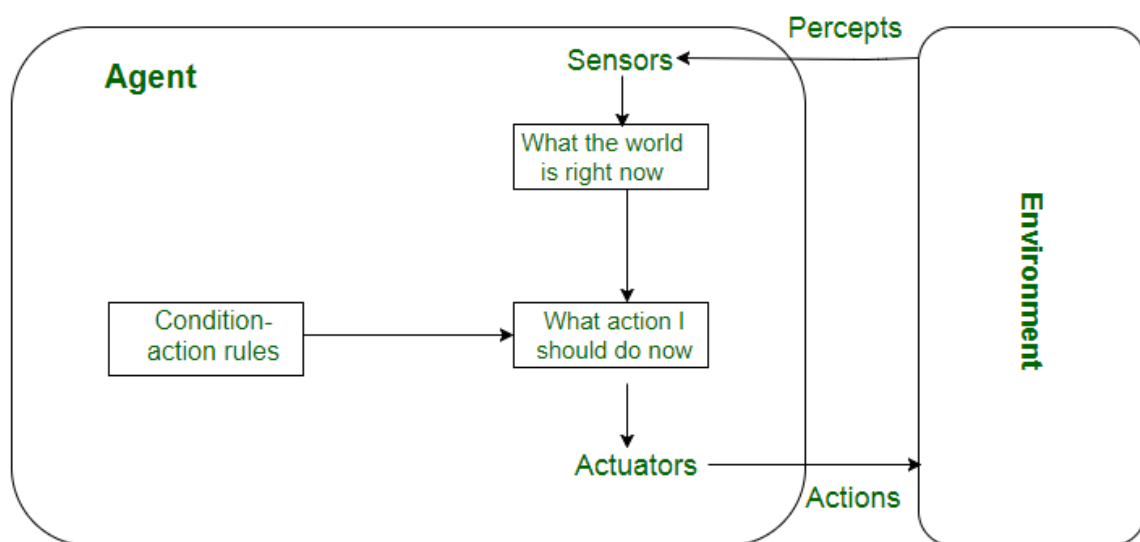 Percepts
Sensors
Agent
What the world
is right now
Environment
Condition-
action rules
What action I
should do now
Actuators
Actions